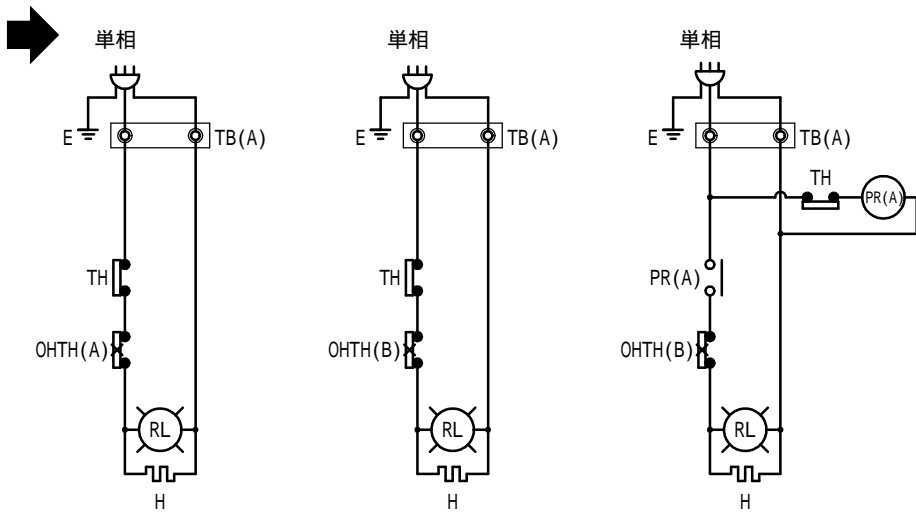 単相
E
TB(A)
TH
OHTH(A)
RL
H
単相
E
TB(A)
TH
OHTH(B)
RL
H
単相
E
TB(A)
TH
PR(A)
PR(A)
OHTH(B)
RL
H